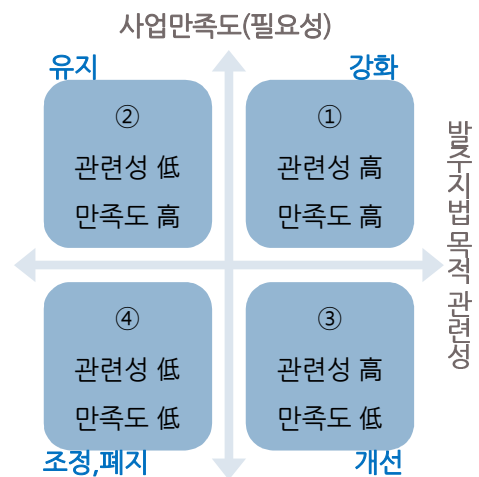 사업만족도(필요성)
유지
강화
②
관련성 低
만족도 高
①
관련성 高
만족도 高
발주지법 목적 관련성
④
관련성 低
만족도 低
③
관련성 高
만족도 低
조정,폐지
개선